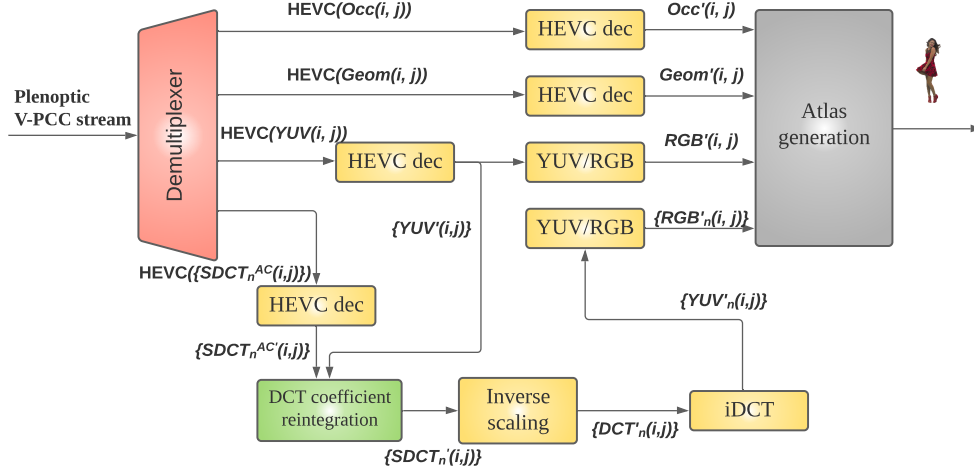 HEVC(Occ(i, j))
HEVC dec
Occ'(i, j)
HEVC(Geom(i, j))
HEVC dec
Geom'(i, j)
Plenoptic
V-PCC stream
Demultiplexer
Atlas
generation
HEVC(YUV(i, j))
HEVC dec
YUV/RGB
RGB'(i, j)
{YUV'(i,j)}
YUV/RGB
{RGB'n(i, j)}
HEVC({SDCTnAC(i,j)})
HEVC dec
{YUV'n(i,j)}
{SDCTnAC'(i,j)}
DCT coefficient
reintegration
Inverse
scaling
iDCT
{SDCTn'(i,j)}
{DCT'n(i,j)}